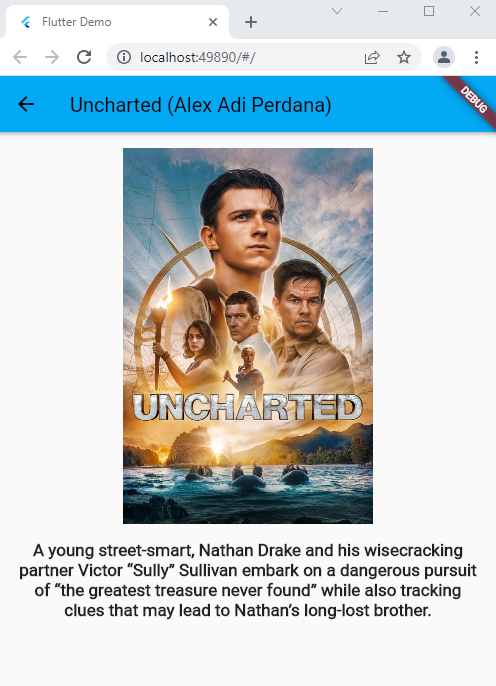 Flutter Demo
localhost:49890/#/
Uncharted (Alex Adi Perdana)
DEBUG
UNCHARTED
A young street-smart, Nathan Drake and his wisecracking
partner Victor “Sully” Sullivan embark on a dangerous pursuit
of “the greatest treasure never found” while also tracking
clues that may lead to Nathan’s long-lost brother.